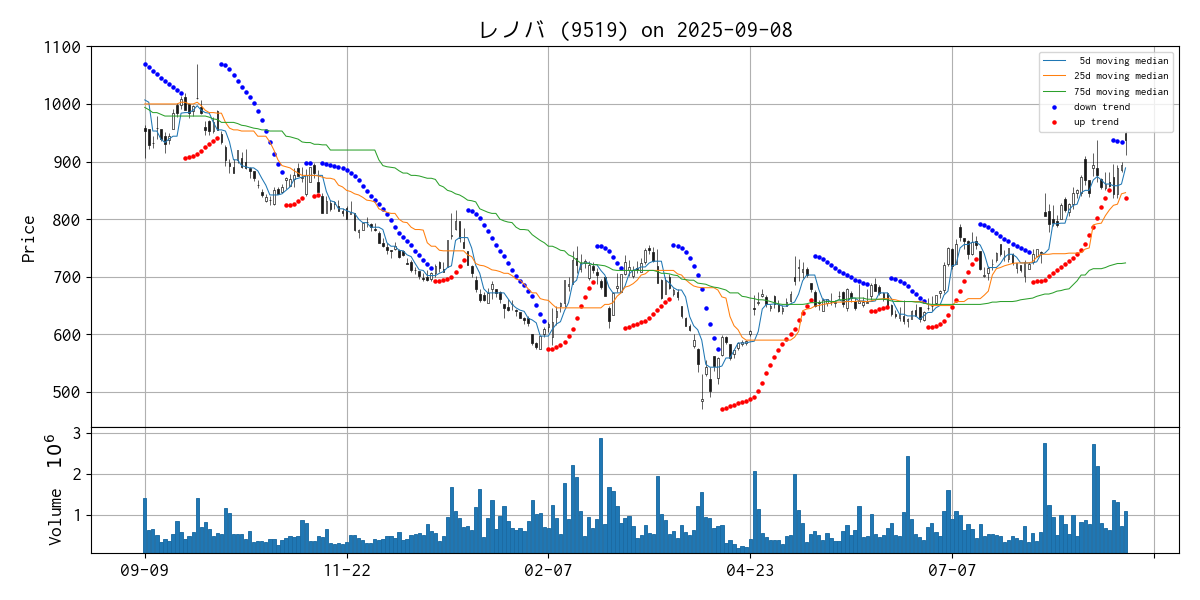 レノバ (9519) on 2025-09-08
1100
1000
900
800
700
600
500
Price
5d moving median
25d moving median
75d moving median
down trend
up trend
3
2
1
Volume 10^6
09-09
11-22
02-07
04-23
07-07